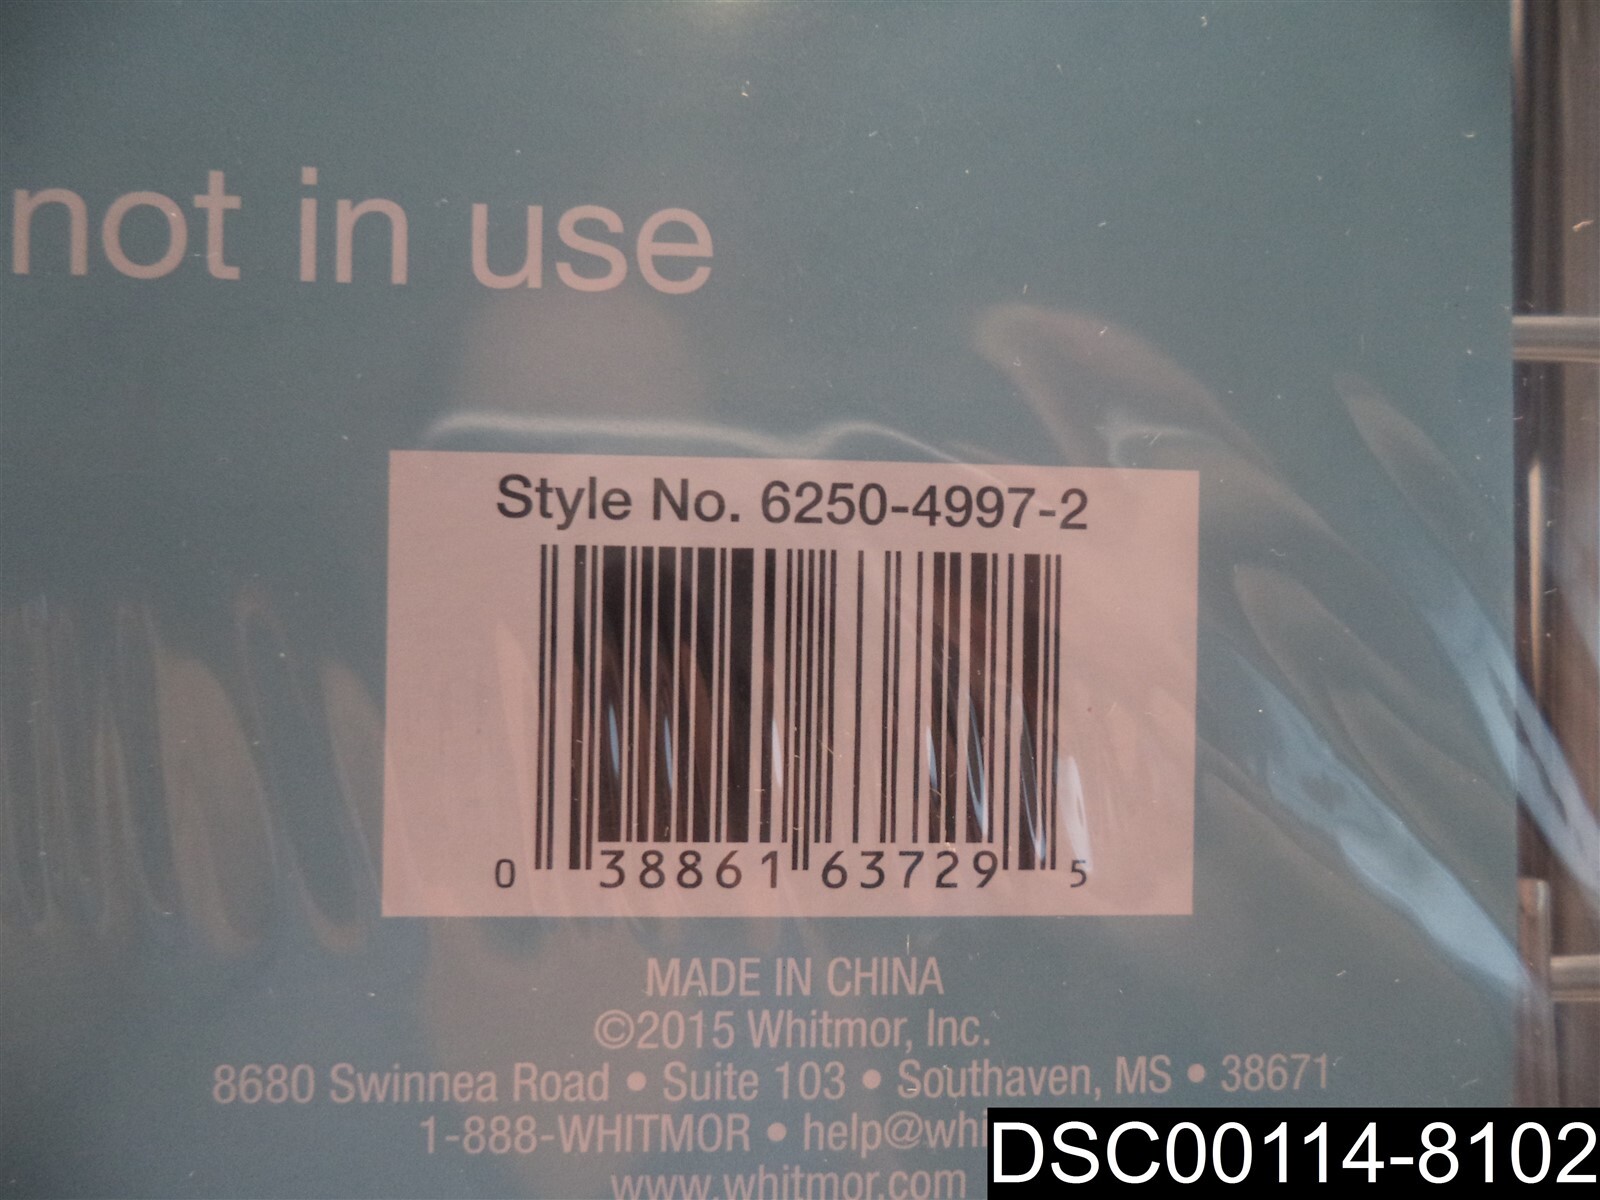 not in use
Style No. 6250-4997-2
0 38861 63729 5
MADE IN CHINA
©2015 Whitmor, Inc.
8680 Swinnea Road • Suite 103 • Southaven, MS • 38671
1-888-WHITMOR • help@whi
www.whitmor.com
DSC00114-8102